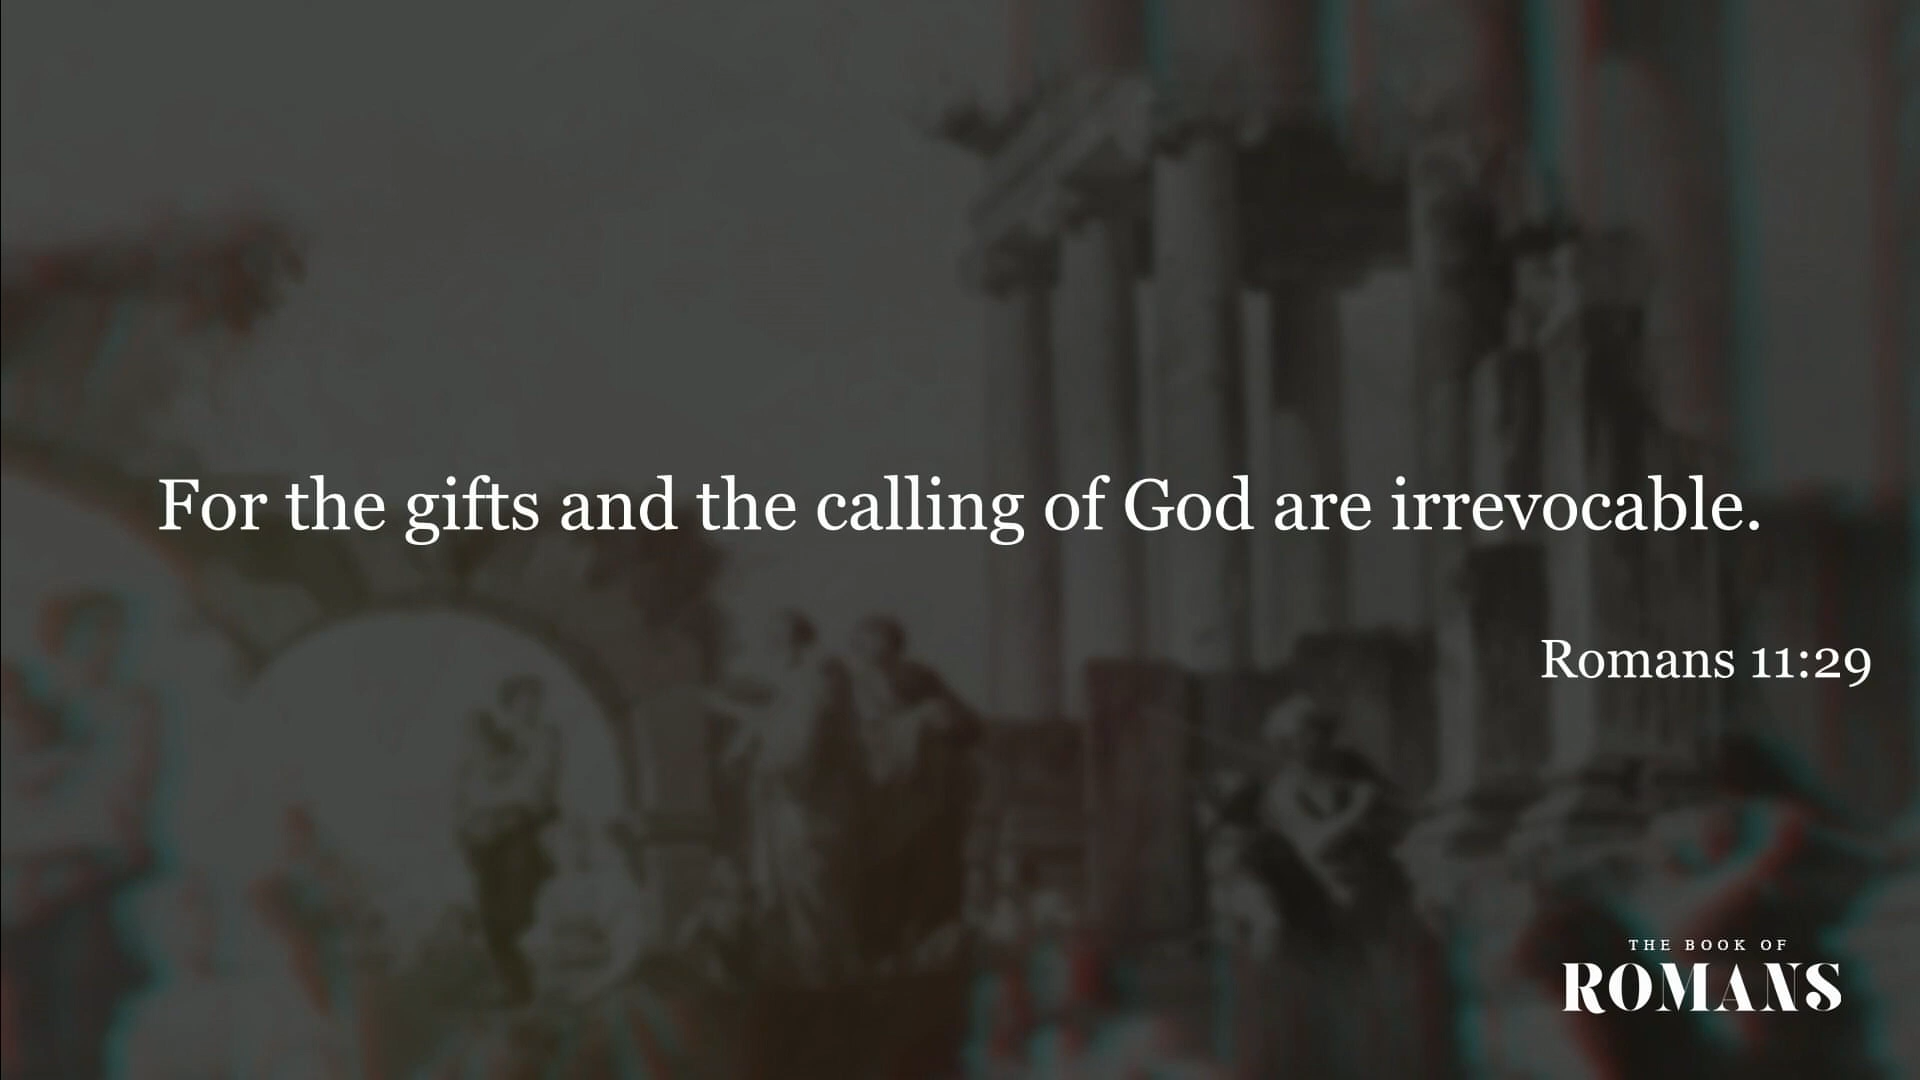 For the gifts and the calling of God are irrevocable.
Romans 11:29
THE BOOK OF
ROMANS